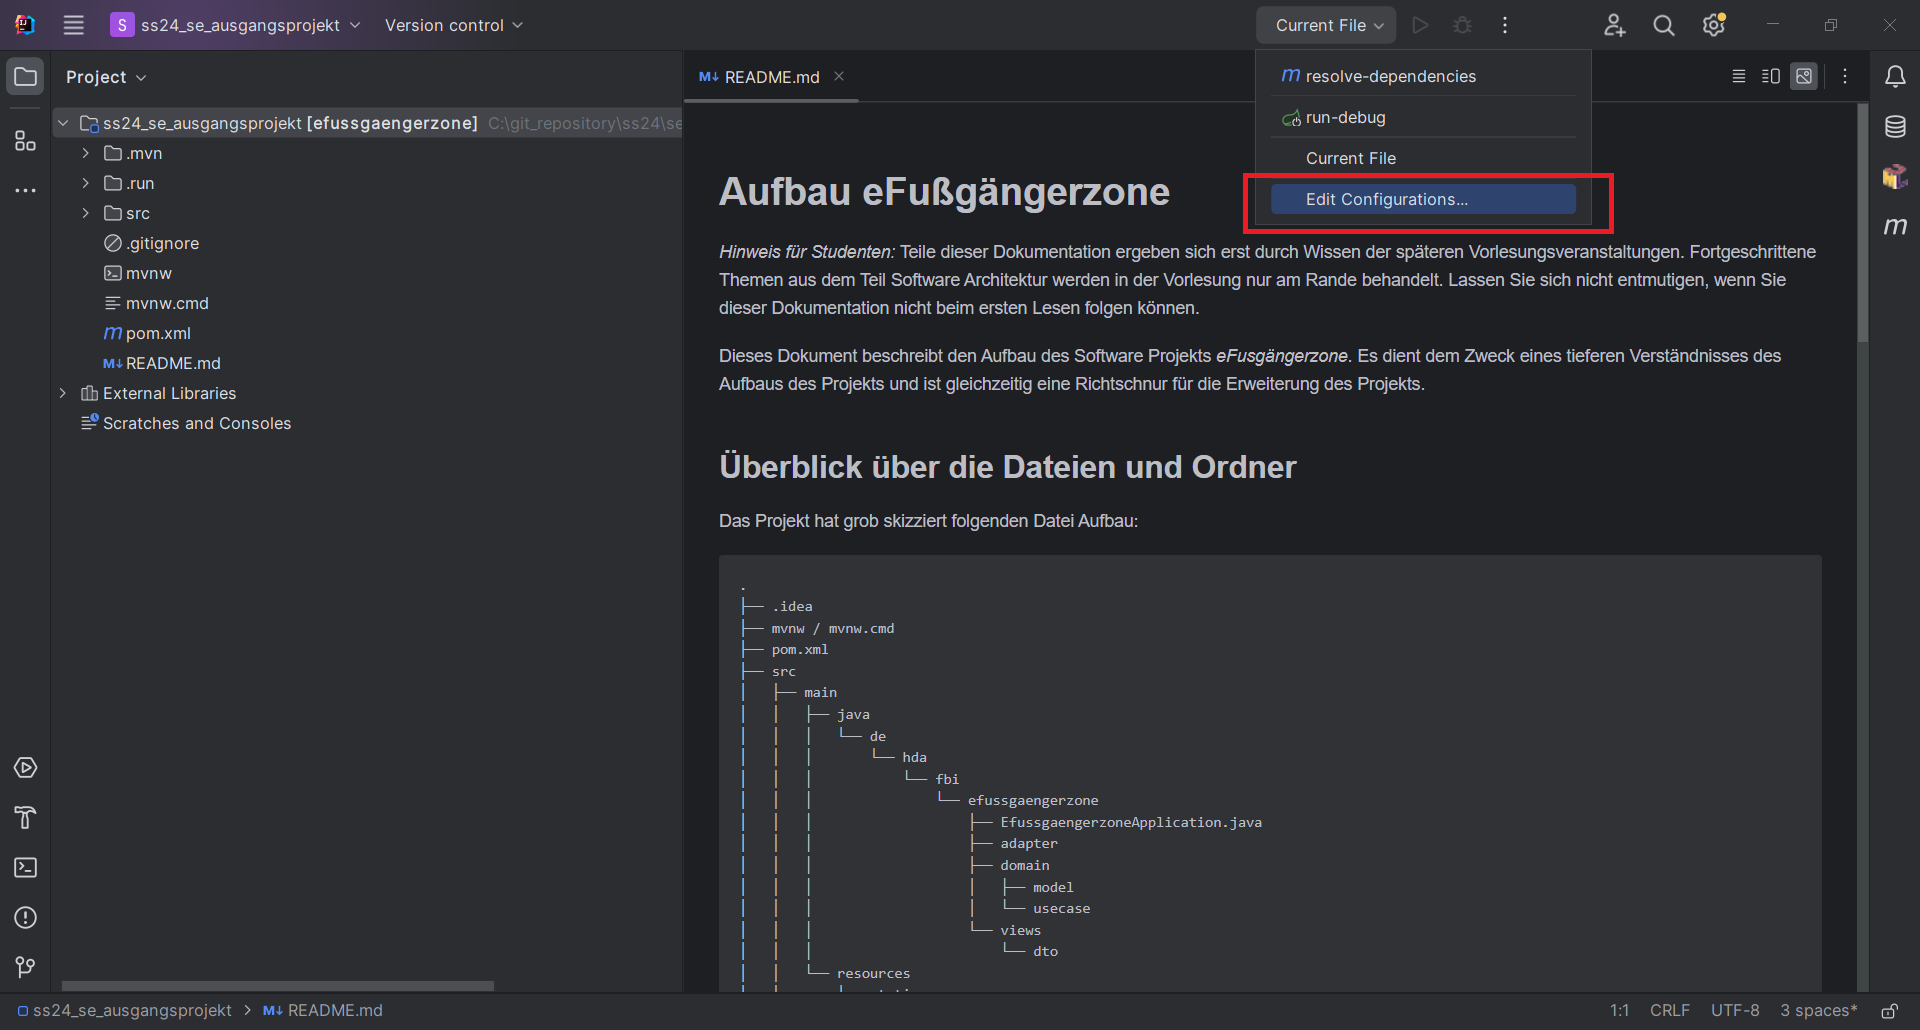 S ss24_se_ausgangsprojekt Version control Current File
Project
M↓ README.md
m resolve-dependencies
run-debug
Current File
Edit Configurations...
ss24_se_ausgangsprojekt [efussgaengerzone] C:\git_repository\ss24\se
.mvn
.run
src
.gitignore
mvnw
mvnw.cmd
m pom.xml
M↓ README.md
External Libraries
Scratches and Consoles
m
Aufbau eFußgängerzone
Hinweis für Studenten: Teile dieser Dokumentation ergeben sich erst durch Wissen der späteren Vorlesungsveranstaltungen. Fortgeschrittene
Themen aus dem Teil Software Architektur werden in der Vorlesung nur am Rande behandelt. Lassen Sie sich nicht entmutigen, wenn Sie
dieser Dokumentation nicht beim ersten Lesen folgen können.
Dieses Dokument beschreibt den Aufbau des Software Projekts eFusgängerzone. Es dient dem Zweck eines tieferen Verständnisses des
Aufbaus des Projekts und ist gleichzeitig eine Richtschnur für die Erweiterung des Projekts.
Überblick über die Dateien und Ordner
Das Projekt hat grob skizziert folgenden Datei Aufbau:
.
├── .idea
├── mvnw / mvnw.cmd
├── pom.xml
├── src
│   ├── main
│   │   ├── java
│   │   │   └── de
│   │   │       └── hda
│   │   │           └── fbi
│   │   │               └── efussgaengerzone
│   │   │                   ├── EfussgaengerzoneApplication.java
│   │   │                   ├── adapter
│   │   │                   ├── domain
│   │   │                   │   ├── model
│   │   │                   │   └── usecase
│   │   │                   └── views
│   │   │                       └── dto
│   │   └── resources
ss24_se_ausgangsprojekt > M↓ README.md
1:1 CRLF UTF-8 3 spaces*